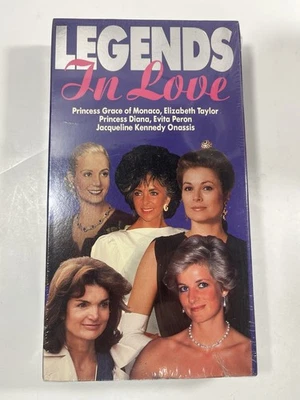 LEGENDS
In Love
Princess Grace of Monaco, Elizabeth Taylor
Princess Diana, Evita Peron
Jacqueline Kennedy Onassis